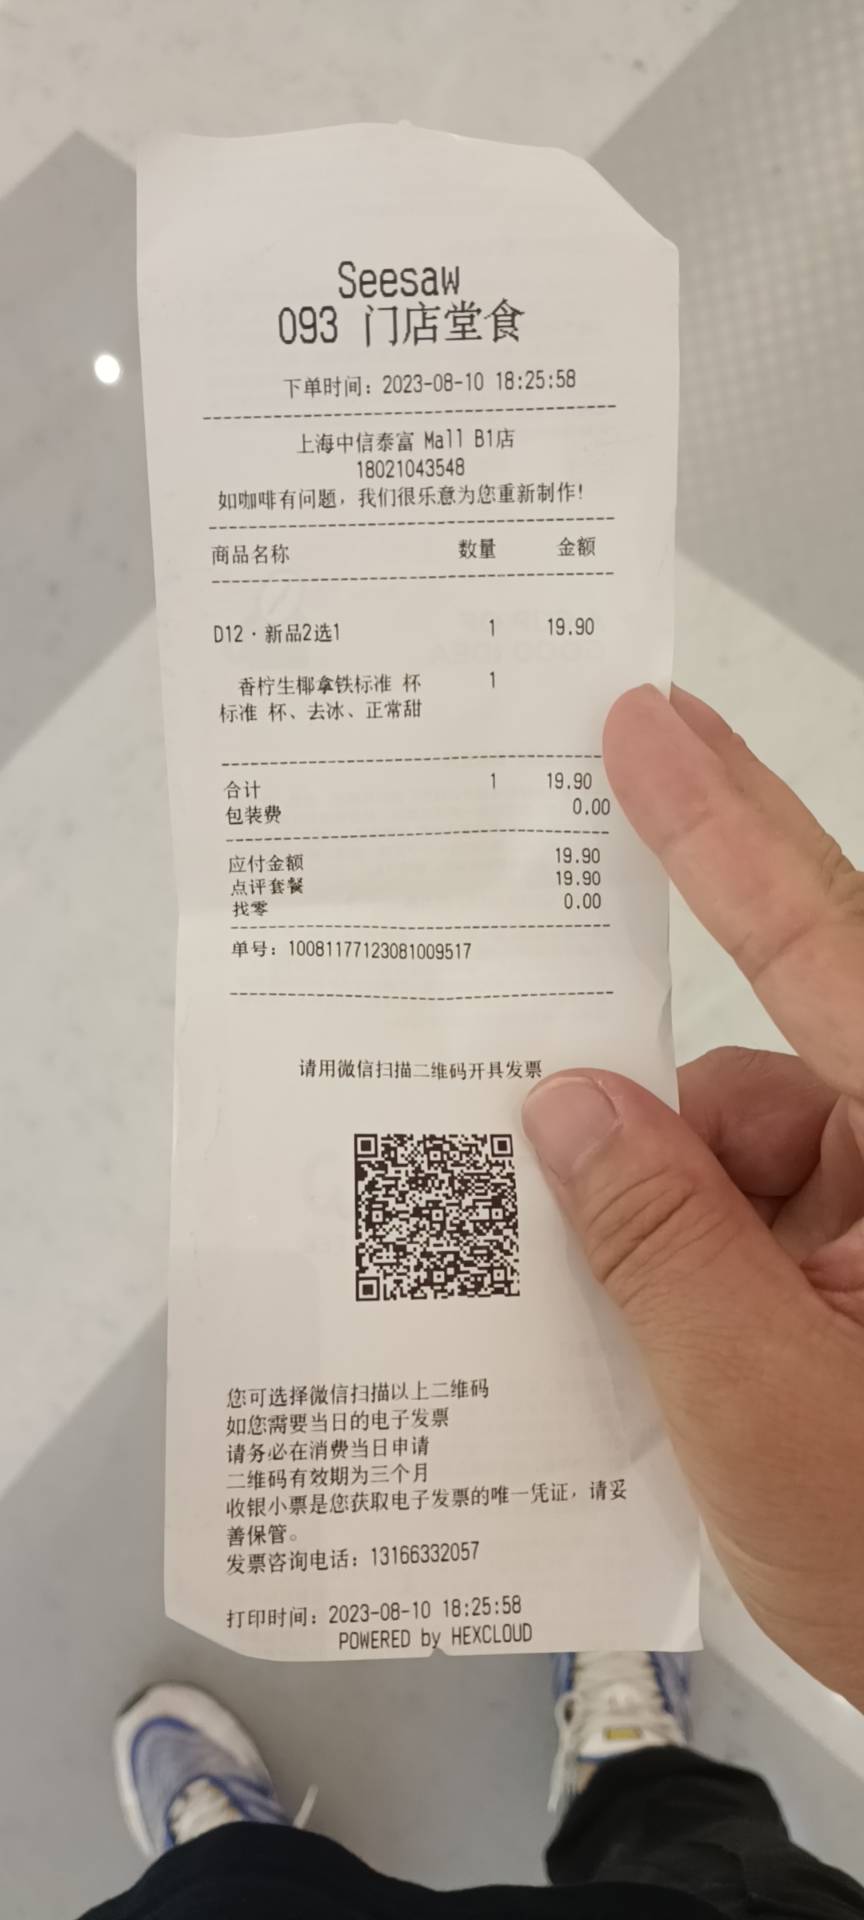 Seesaw
093 门店堂食
下单时间：2023-08-10 18:25:58
上海中信泰富 Mall B1店
18021043548
如咖啡有问题，我们很乐意为您重新制作！
商品名称 数量 金额
D12·新品2选1 1 19.90
香柠生椰拿铁标准 杯 1
标准 杯、去冰、正常甜
合计 1 19.90
包装费 0.00
应付金额 19.90
点评套餐 19.90
找零 0.00
单号：10081177123081009517
请用微信扫描二维码开具发票
您可选择微信扫描以上二维码
如您需要当日的电子发票
请务必在消费当日申请
二维码有效期为三个月
收银小票是您获取电子发票的唯一凭证，请妥
善保管。
发票咨询电话：13166332057
打印时间：2023-08-10 18:25:58
POWERED by HEXCLOUD